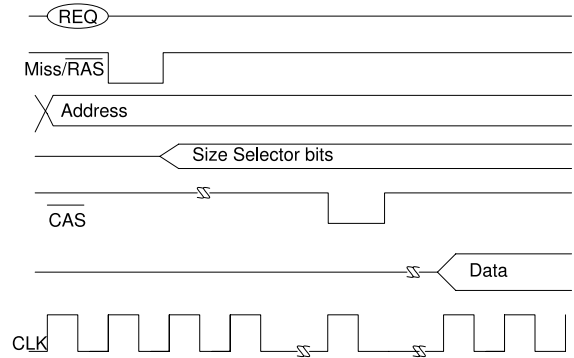 REQ
Miss/RAS
Address
Size Selector bits
CAS
Data
CLK